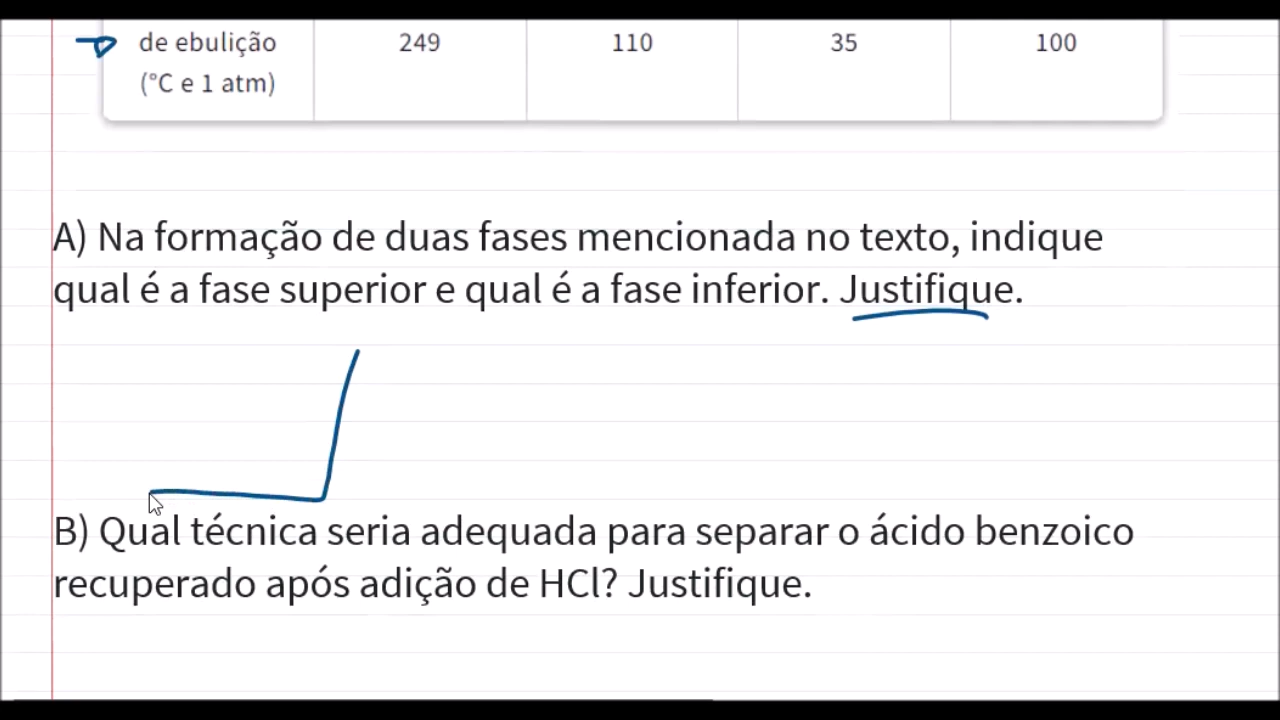 de ebulição 249 110 35 100
(°C e 1 atm)
A) Na formação de duas fases mencionada no texto, indique
qual é a fase superior e qual é a fase inferior. Justifique.
B) Qual técnica seria adequada para separar o ácido benzoico
recuperado após adição de HCl? Justifique.